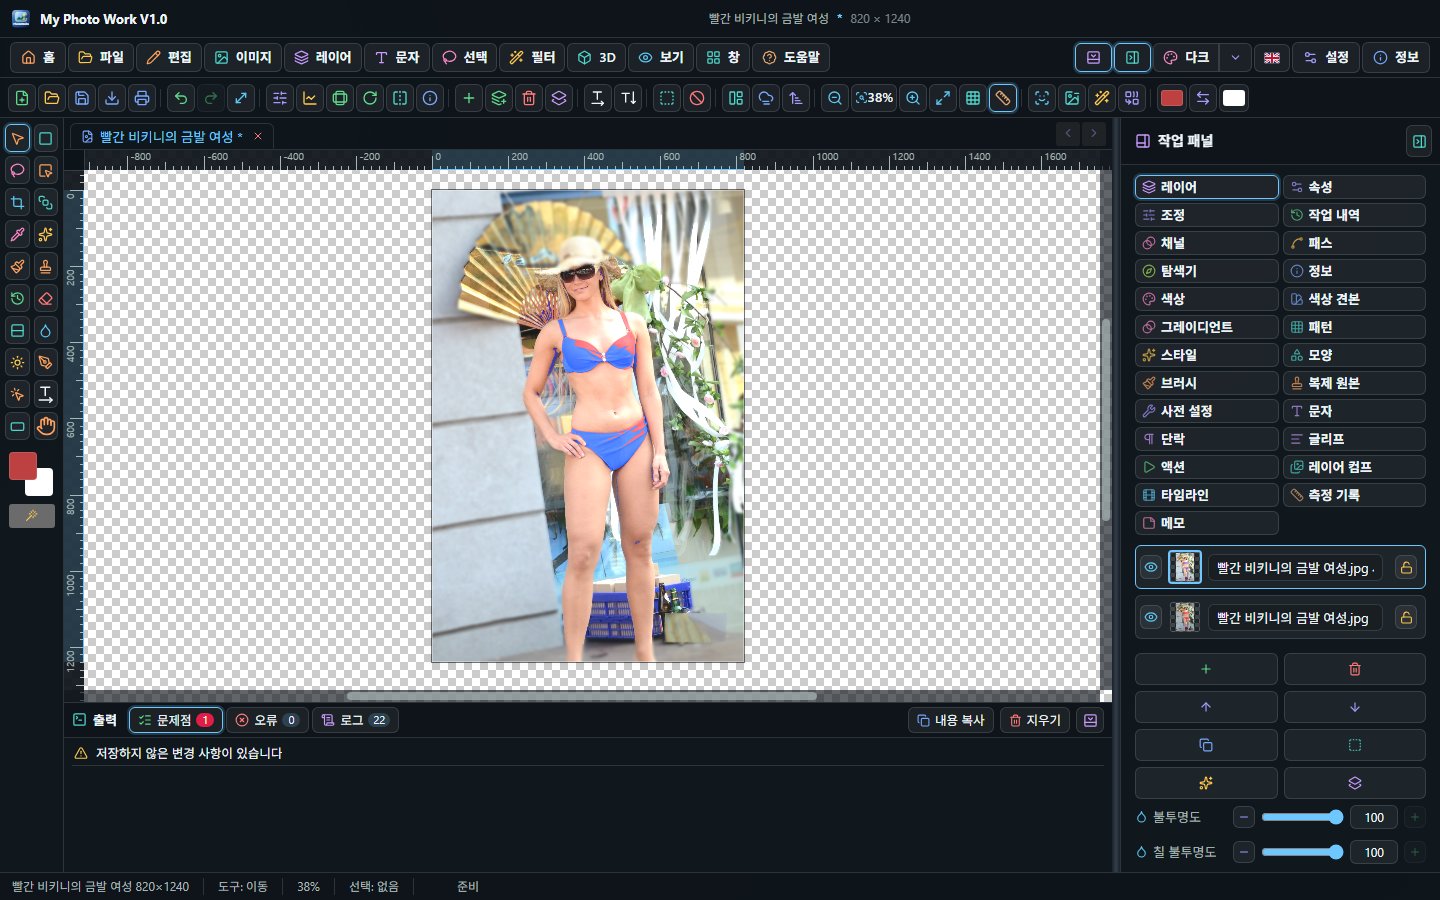 My Photo Work V1.0
빨간 비키니의 금발 여성 * 820 × 1240
홈 파일 편집 이미지 레이어 문자 선택 필터 3D 보기 창 도움말 다크 설정 정보
38%
빨간 비키니의 금발 여성 *
-800 -600 -400 -200 0 200 400 600 800 1000 1200 1400 1600
0
200
400
600
800
1000
1200
작업 패널
레이어 속성
조정 작업 내역
채널 패스
탐색기 정보
색상 색상 견본
그레이디언트 패턴
스타일 모양
브러시 복제 원본
사전 설정 문자
단락 글리프
액션 레이어 컴프
타임라인 측정 기록
메모
빨간 비키니의 금발 여성.jpg
빨간 비키니의 금발 여성.jpg
불투명도 100
칠 불투명도 100
출력 문제점 1 오류 0 로그 22 내용 복사 지우기
저장하지 않은 변경 사항이 있습니다
빨간 비키니의 금발 여성 820×1240 도구: 이동 38% 선택: 없음 준비